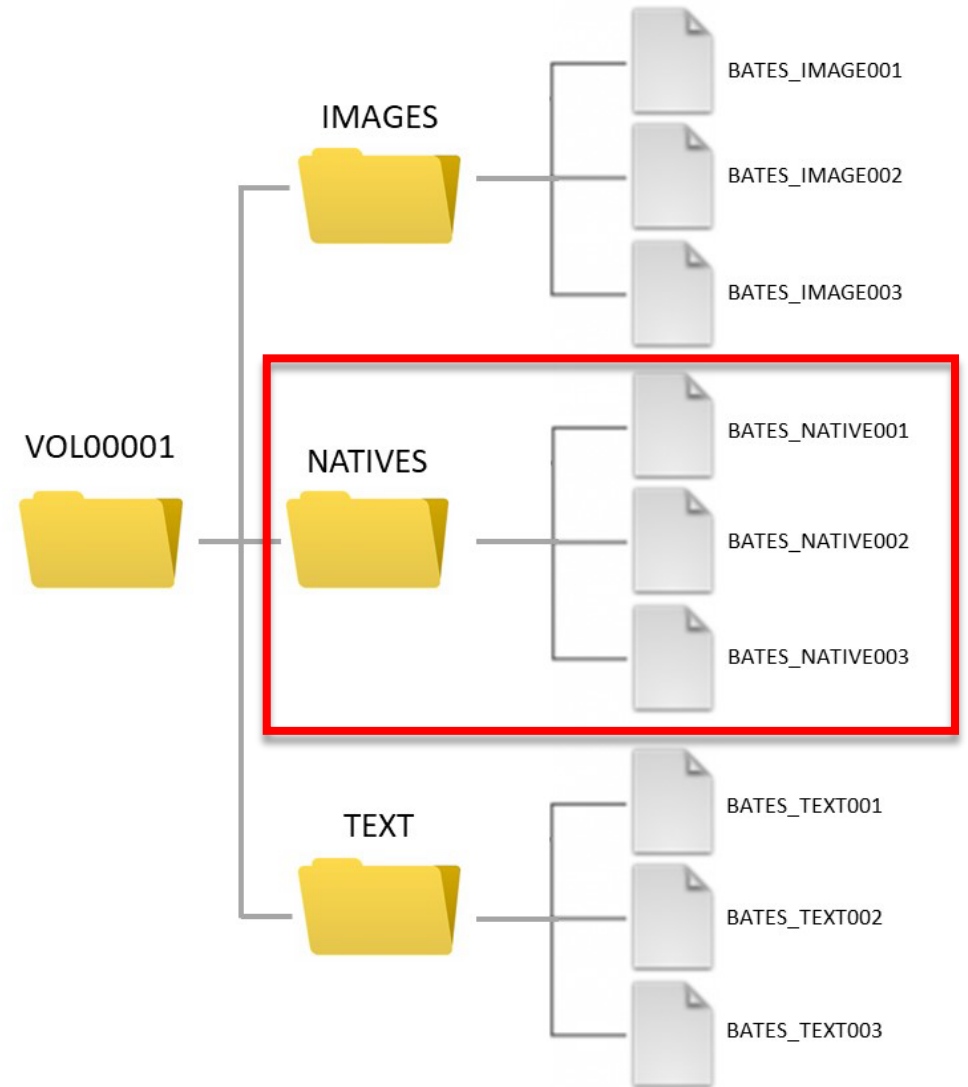 VOL00001
IMAGES
BATES_IMAGE001
BATES_IMAGE002
BATES_IMAGE003
NATIVES
BATES_NATIVE001
BATES_NATIVE002
BATES_NATIVE003
TEXT
BATES_TEXT001
BATES_TEXT002
BATES_TEXT003